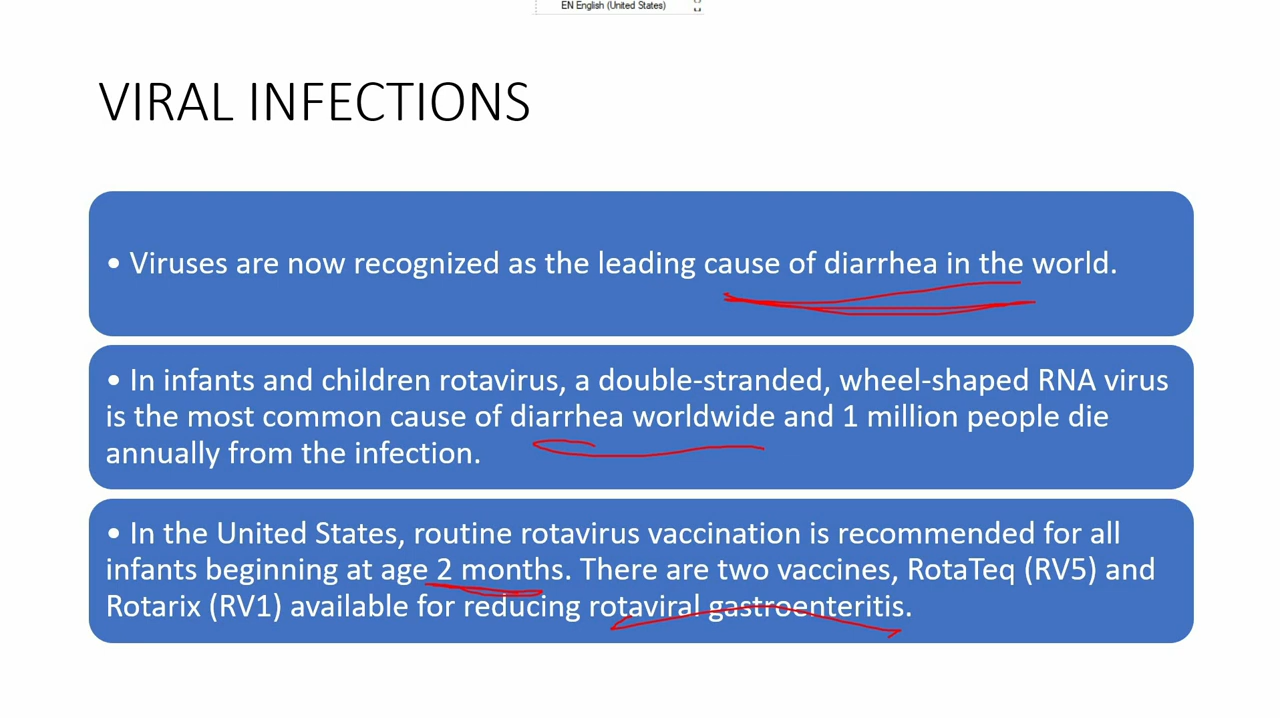 EN English (United States)
VIRAL INFECTIONS
• Viruses are now recognized as the leading cause of diarrhea in the world.
• In infants and children rotavirus, a double-stranded, wheel-shaped RNA virus
is the most common cause of diarrhea worldwide and 1 million people die
annually from the infection.
• In the United States, routine rotavirus vaccination is recommended for all
infants beginning at age 2 months. There are two vaccines, RotaTeq (RV5) and
Rotarix (RV1) available for reducing rotaviral gastroenteritis.